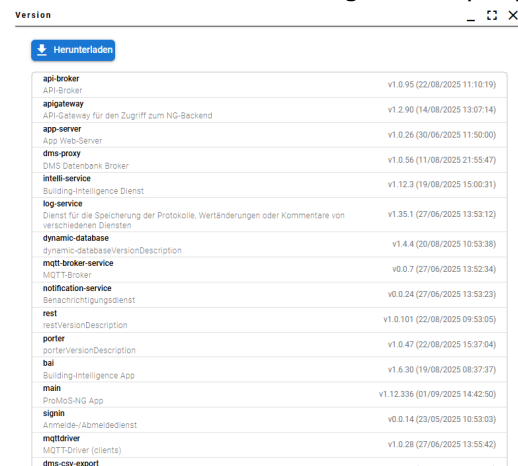 Version
Herunterladen
api-broker
API-Broker
v1.0.95 (22/08/2025 11:10:19)
apigateway
API-Gateway für den Zugriff zum NG-Backend
v1.2.90 (14/08/2025 13:07:14)
app-server
App Web-Server
v1.0.26 (30/06/2025 11:50:00)
dms-proxy
DMS Datenbank Broker
v1.0.56 (11/08/2025 21:55:47)
intelli-service
Building-Intelligence Dienst
v1.12.3 (19/08/2025 15:00:31)
log-service
Dienst für die Speicherung der Protokolle, Wertänderungen oder Kommentare von
verschiedenen Diensten
v1.35.1 (27/06/2025 13:53:12)
dynamic-database
dynamic-databaseVersionDescription
v1.4.4 (20/08/2025 10:53:38)
mqtt-broker-service
MQTT-Broker
v0.0.7 (27/06/2025 13:52:34)
notification-service
Benachrichtigungsdienst
v0.0.24 (27/06/2025 13:53:23)
rest
restVersionDescription
v1.0.101 (22/08/2025 09:53:05)
porter
porterVersionDescription
v1.0.47 (22/08/2025 15:37:04)
bai
Building-Intelligence App
v1.6.30 (19/08/2025 08:37:37)
main
ProMoS-NG App
v1.12.336 (01/09/2025 14:42:50)
signin
Anmelde-/Abmeldedienst
v0.0.14 (23/05/2025 10:53:03)
mqttdriver
MQTT-Driver (clients)
v1.0.28 (27/06/2025 13:55:42)
dms-csv-export